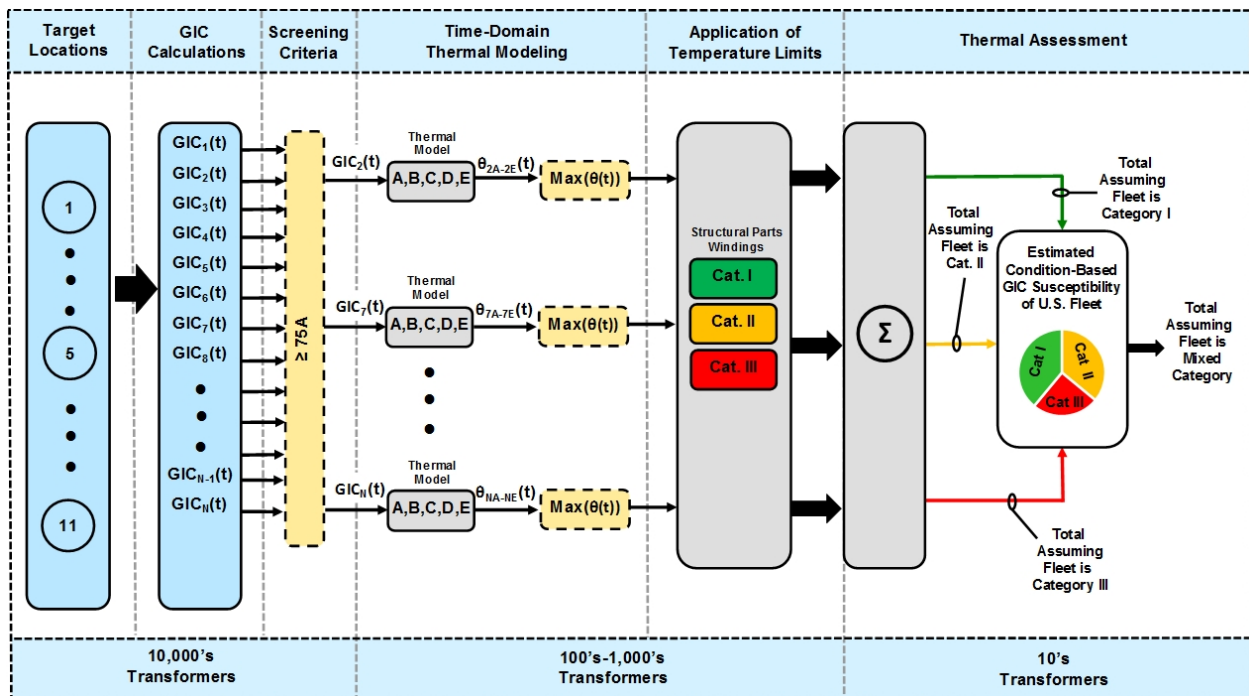 Target
Locations
GIC
Calculations
Screening
Criteria
Time-Domain
Thermal Modeling
Application of
Temperature Limits
Thermal Assessment
1
5
11
GIC1(t)
GIC2(t)
GIC3(t)
GIC4(t)
GIC5(t)
GIC6(t)
GIC7(t)
GIC8(t)
GICN-1(t)
GICN(t)
≥ 75A
GIC2(t)
Thermal
Model
A,B,C,D,E
θ2A-2E(t)
Max(θ(t))
GIC7(t)
Thermal
Model
A,B,C,D,E
θ7A-7E(t)
Max(θ(t))
GICN(t)
Thermal
Model
A,B,C,D,E
θNA-NE(t)
Max(θ(t))
Structural Parts
Windings
Cat. I
Cat. II
Cat. III
Σ
Total
Assuming
Fleet is
Cat. II
Total
Assuming
Fleet is
Category I
Estimated
Condition-Based
GIC Susceptibility
of U.S. Fleet
Cat I
Cat II
Cat III
Total
Assuming
Fleet is
Mixed
Category
Total
Assuming
Fleet is
Category III
10,000's
Transformers
100's-1,000's
Transformers
10's
Transformers